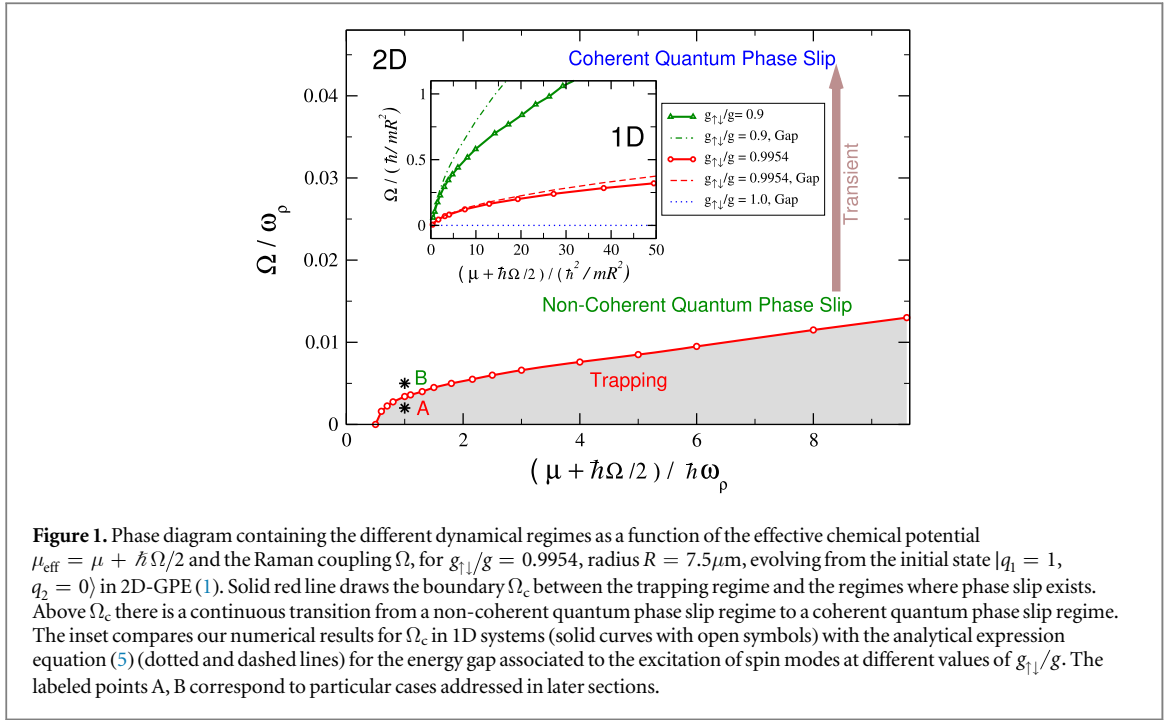 2D
Coherent Quantum Phase Slip
0.04
0.03
0.02
0.01
0
Ω / ω_ρ
1
0.5
0
Ω / (ℏ/mR²)
1D
0 10 20 30 40 50
(μ + ℏΩ/2) / (ℏ²/mR²)
g↑↓/g= 0.9
g↑↓/g = 0.9, Gap
g↑↓/g = 0.9954
g↑↓/g = 0.9954, Gap
g↑↓/g = 1.0, Gap
Transient
Non-Coherent Quantum Phase Slip
B
A
Trapping
0 2 4 6 8
(μ + ℏΩ/2) / ℏω_ρ
Figure 1. Phase diagram containing the different dynamical regimes as a function of the effective chemical potential
μ_eff = μ + ℏΩ/2 and the Raman coupling Ω, for g↑↓/g = 0.9954, radius R = 7.5μm, evolving from the initial state |q₁ = 1,
q₂ = 0⟩ in 2D-GPE (1). Solid red line draws the boundary Ω_c between the trapping regime and the regimes where phase slip exists.
Above Ω_c there is a continuous transition from a non-coherent quantum phase slip regime to a coherent quantum phase slip regime.
The inset compares our numerical results for Ω_c in 1D systems (solid curves with open symbols) with the analytical expression
equation (5) (dotted and dashed lines) for the energy gap associated to the excitation of spin modes at different values of g↑↓/g. The
labeled points A, B correspond to particular cases addressed in later sections.